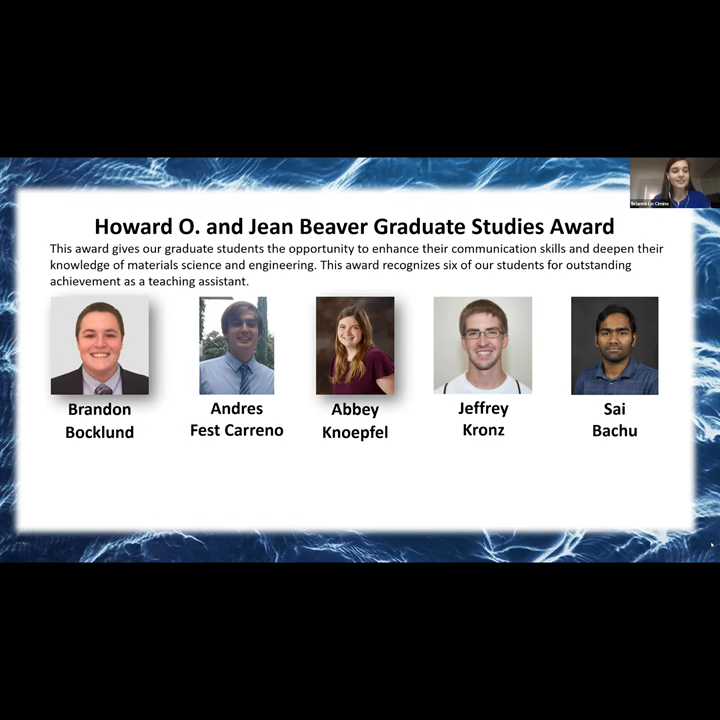 Howard O. and Jean Beaver Graduate Studies Award
This award gives our graduate students the opportunity to enhance their communication skills and deepen their
knowledge of materials science and engineering. This award recognizes six of our students for outstanding
achievement as a teaching assistant.
Brandon
Bocklund
Andres
Fest Carreno
Abbey
Knoepfel
Jeffrey
Kronz
Sai
Bachu